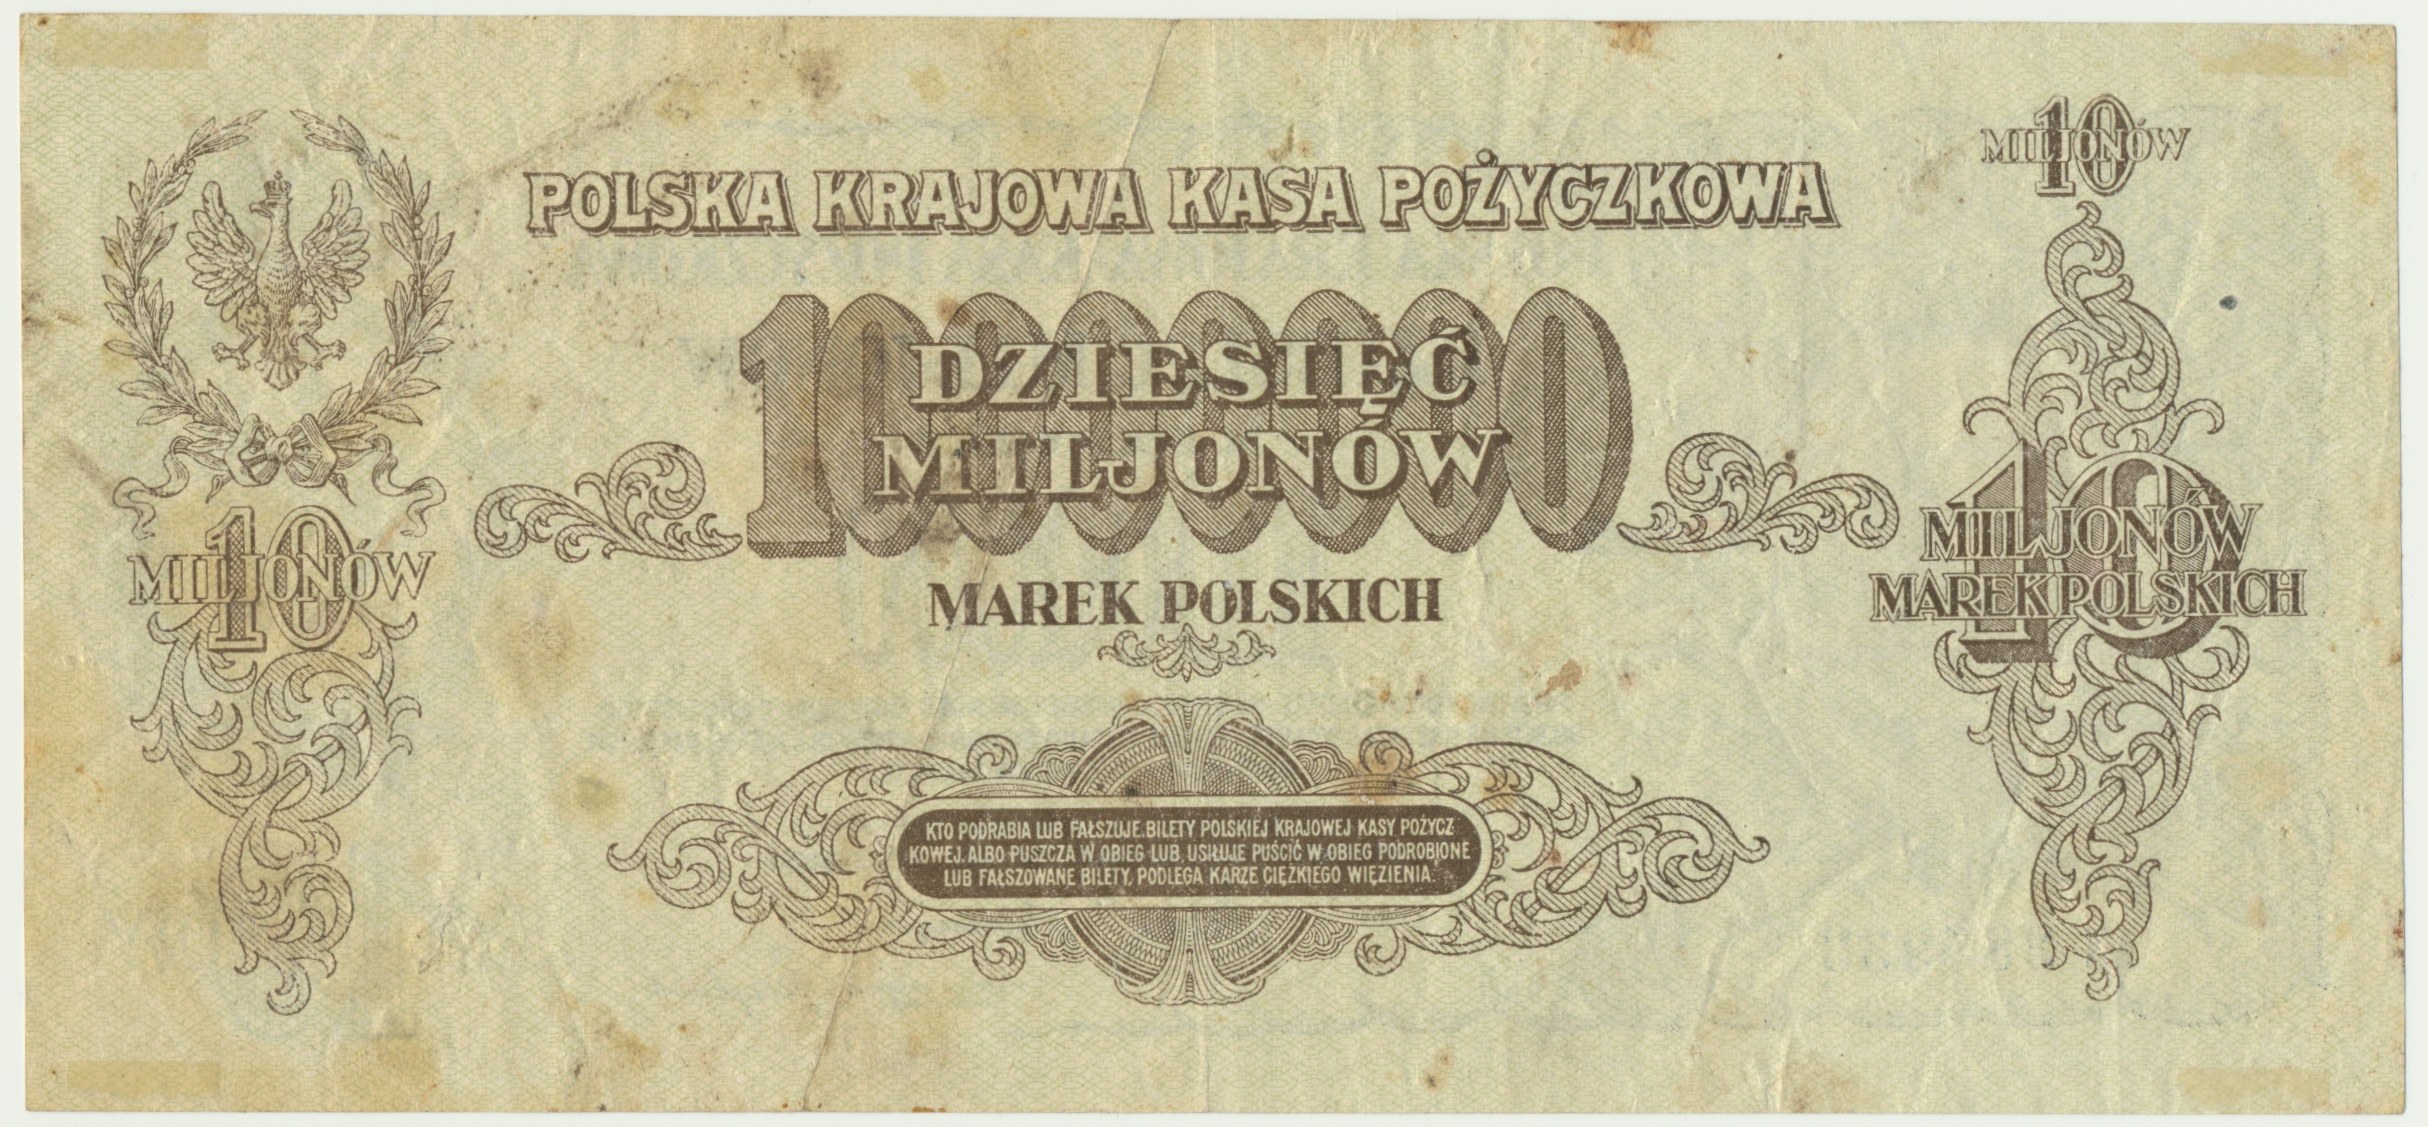 POLSKA KRAJOWA KASA POŻYCZKOWA
10
MILJONÓW
10000000
DZIESIĘĆ
MILJONÓW
MAREK POLSKICH
10
MILJONÓW
10
MILJONÓW
MAREK POLSKICH
KTO PODRABIA LUB FAŁSZUJE BILETY POLSKIEJ KRAJOWEJ KASY POŻYCZ-
KOWEJ, ALBO PUSZCZA W OBIEG LUB USIŁUJE PUŚCIĆ W OBIEG PODROBIONE
LUB FAŁSZOWANE BILETY, PODLEGA KARZE CIĘŻKIEGO WIĘZIENIA.